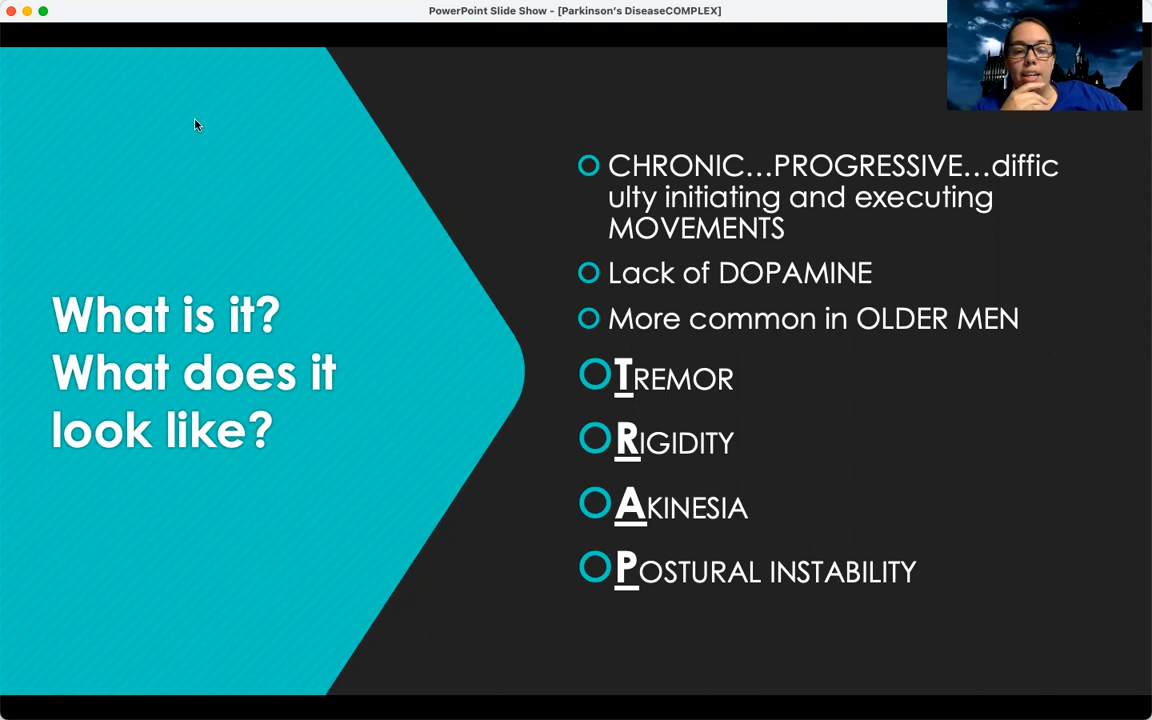 PowerPoint Slide Show - [Parkinson's DiseaseCOMPLEX]
What is it?
What does it
look like?
CHRONIC...PROGRESSIVE...diffic
ulty initiating and executing
MOVEMENTS
Lack of DOPAMINE
More common in OLDER MEN
TREMOR
RIGIDITY
AKINESIA
POSTURAL INSTABILITY